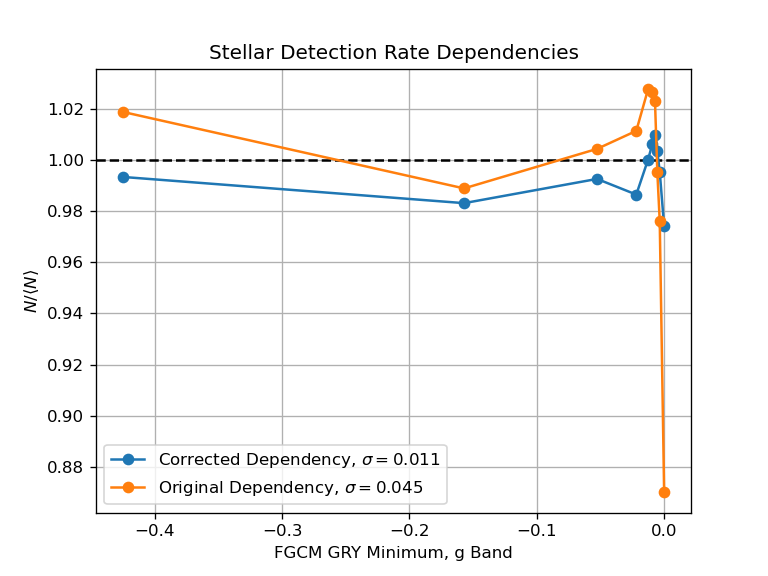 Stellar Detection Rate Dependencies
N/⟨N⟩
1.02
1.00
0.98
0.96
0.94
0.92
0.90
0.88
Corrected Dependency, σ = 0.011
Original Dependency, σ = 0.045
−0.4 −0.3 −0.2 −0.1 0.0
FGCM GRY Minimum, g Band